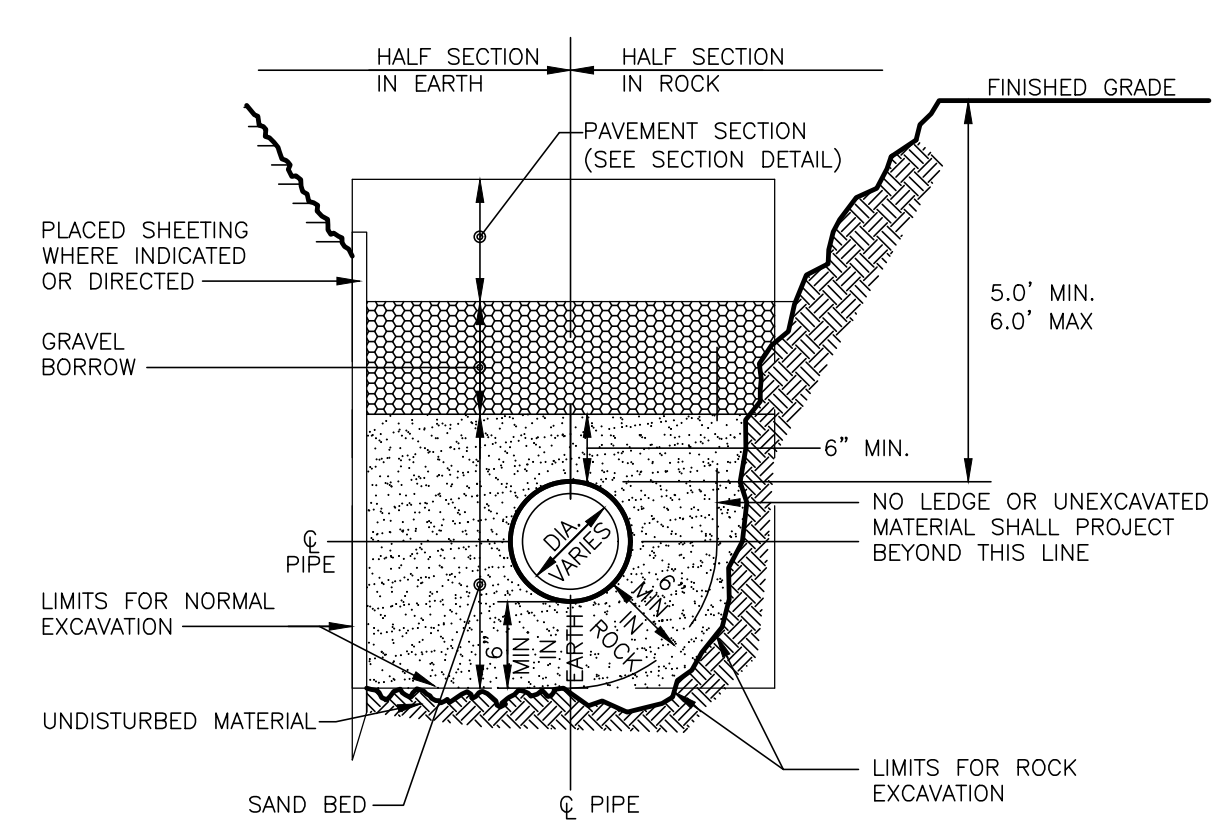 HALF SECTION
IN EARTH
HALF SECTION
IN ROCK
FINISHED GRADE
PAVEMENT SECTION
(SEE SECTION DETAIL)
PLACED SHEETING
WHERE INDICATED
OR DIRECTED
5.0' MIN.
6.0' MAX
GRAVEL
BORROW
6" MIN.
NO LEDGE OR UNEXCAVATED
MATERIAL SHALL PROJECT
BEYOND THIS LINE
DIA.
VARIES
℄
PIPE
LIMITS FOR NORMAL
EXCAVATION
6"
MIN
IN
EARTH
6"
MIN
IN
ROCK
UNDISTURBED MATERIAL
LIMITS FOR ROCK
EXCAVATION
SAND BED
℄ PIPE